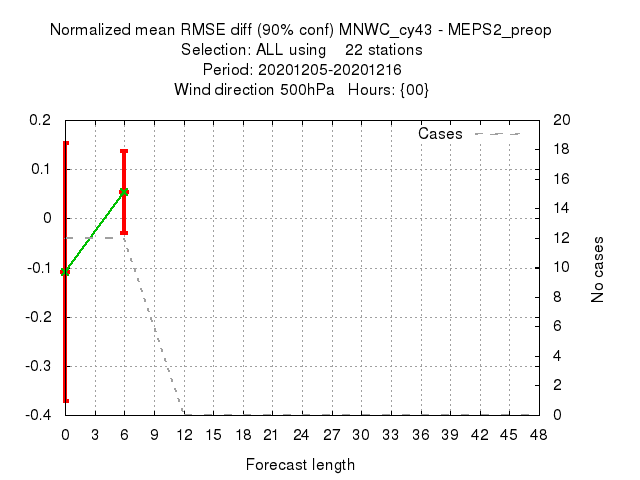 Normalized mean RMSE diff (90% conf) MNWC_cy43 - MEPS2_preop
Selection: ALL using 22 stations
Period: 20201205-20201216
Wind direction 500hPa Hours: {00}
Cases
0.2
0.1
0
-0.1
-0.2
-0.3
-0.4
20
18
16
14
12
10
8
6
4
2
0
No cases
0 3 6 9 12 15 18 21 24 27 30 33 36 39 42 45 48
Forecast length